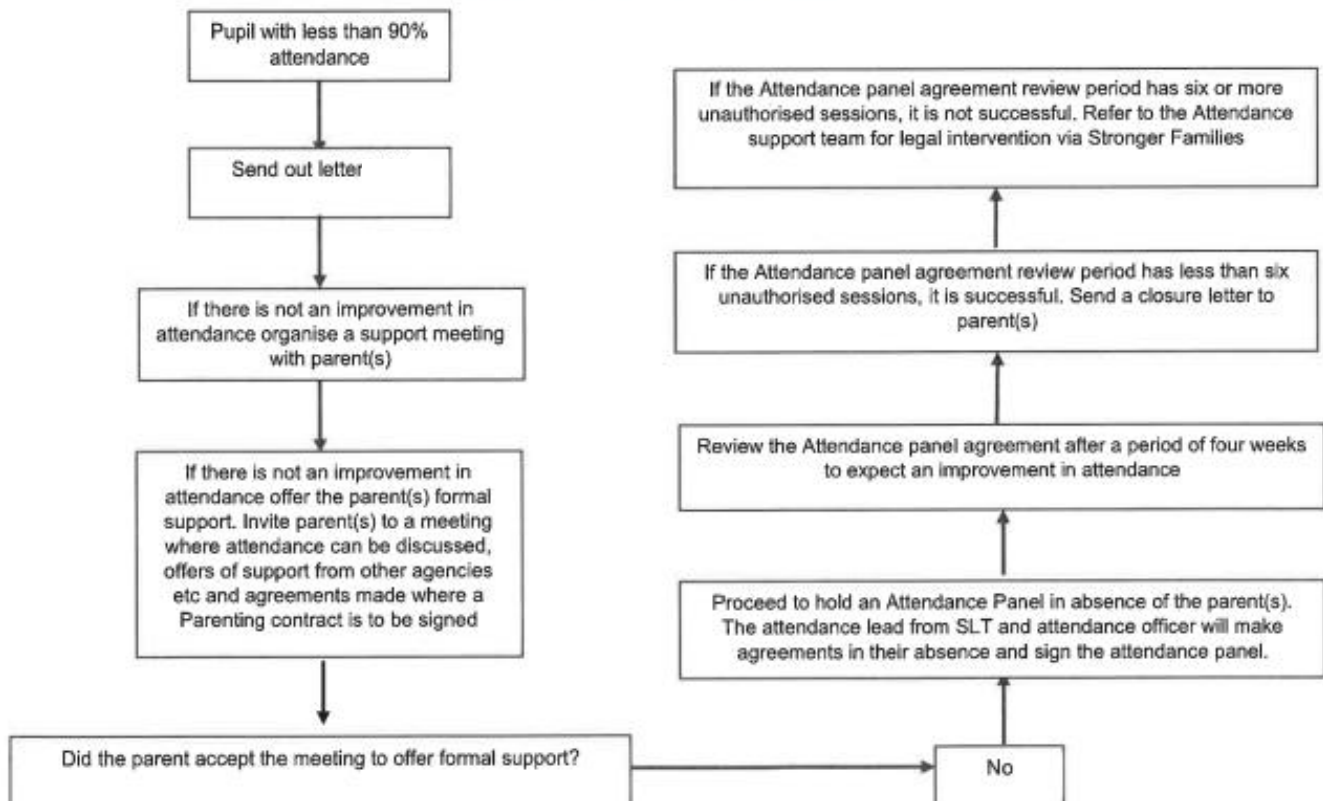 Pupil with less than 90%
attendance
Send out letter
If there is not an improvement in
attendance organise a support meeting
with parent(s)
If there is not an improvement in
attendance offer the parent(s) formal
support. Invite parent(s) to a meeting
where attendance can be discussed,
offers of support from other agencies
etc and agreements made where a
Parenting contract is to be signed
Did the parent accept the meeting to offer formal support?
No
Proceed to hold an Attendance Panel in absence of the parent(s).
The attendance lead from SLT and attendance officer will make
agreements in their absence and sign the attendance panel.
Review the Attendance panel agreement after a period of four weeks
to expect an improvement in attendance
If the Attendance panel agreement review period has less than six
unauthorised sessions, it is successful. Send a closure letter to
parent(s)
If the Attendance panel agreement review period has six or more
unauthorised sessions, it is not successful. Refer to the Attendance
support team for legal intervention via Stronger Families